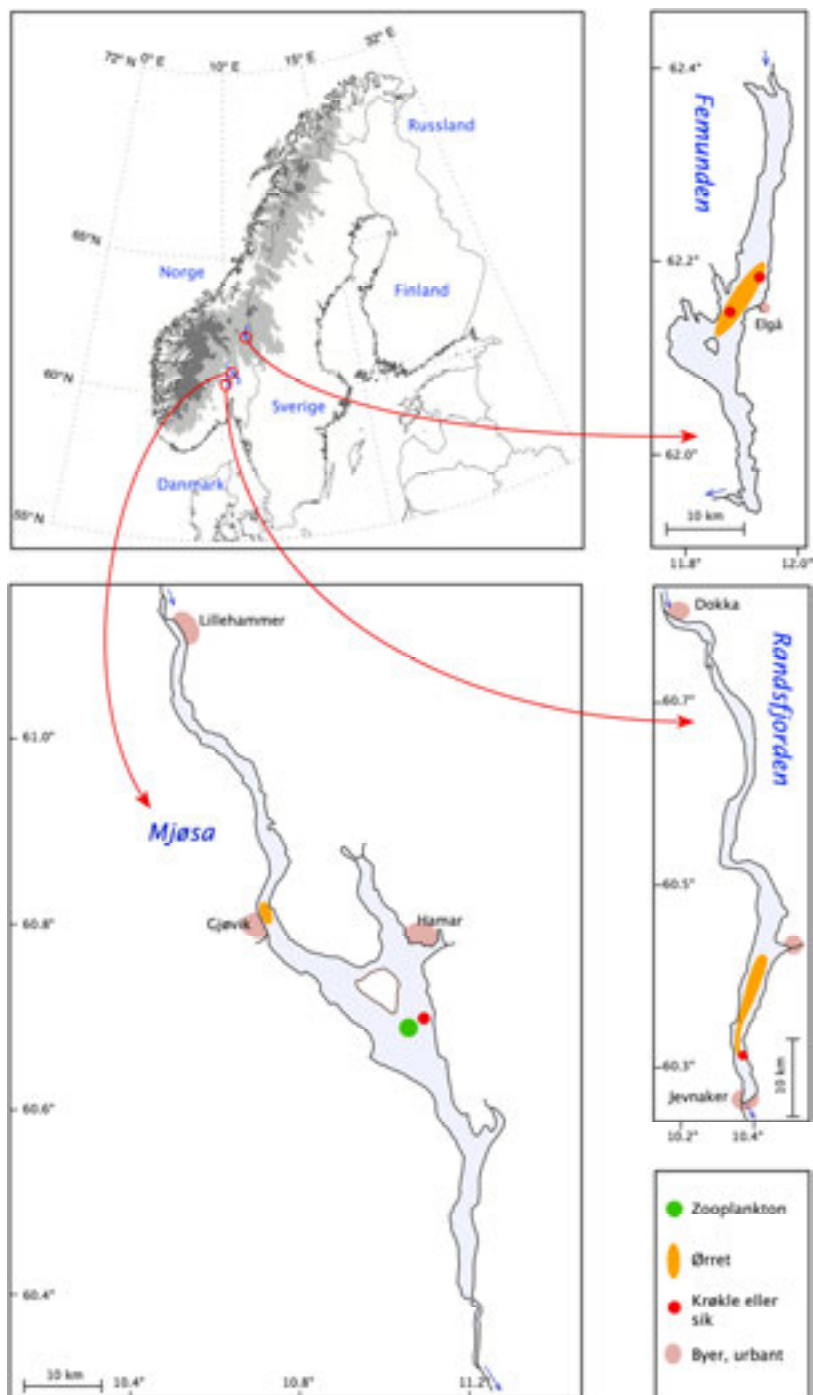 72° N
0° E
10° E
15° E
32° E
Russland
65°N
Norge
Finland
60°N
Sverige
Danmark
55°N
62.4°
Femunden
62.2°
Elgå
62.0°
10 km
11.8°
12.0°
Lillehammer
61.0°
Mjøsa
60.8°
Gjøvik
Hamar
60.6°
60.4°
10 km
10.4°
10.8°
11.2°
Dokka
60.7°
Randsfjorden
60.5°
60.3°
10 km
Jevnaker
10.2°
10.4°
Zooplankton
Ørret
Krøkle eller
sik
Byer, urbant